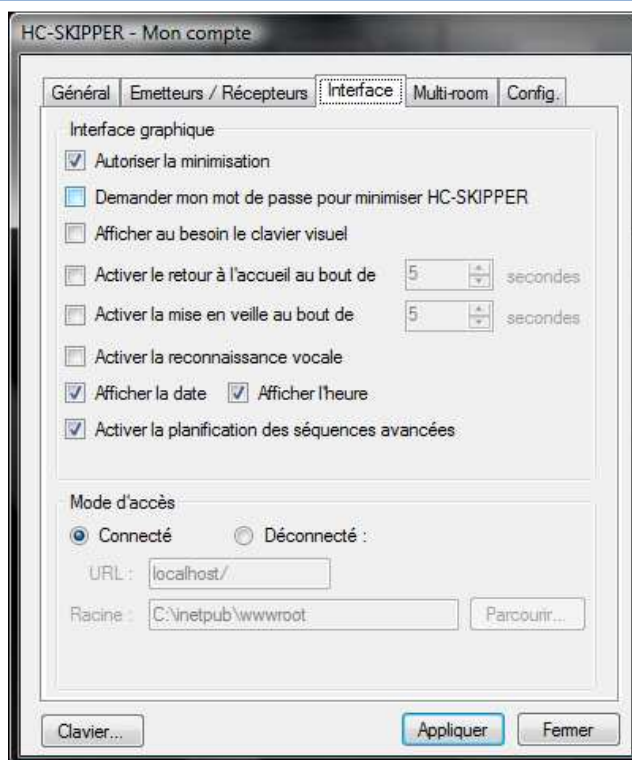 HC-SKIPPER - Mon compte
Général Emetteurs / Récepteurs Interface Multi-room Config.
Interface graphique
Autoriser la minimisation
Demander mon mot de passe pour minimiser HC-SKIPPER
Afficher au besoin le clavier visuel
Activer le retour à l'accueil au bout de 5 secondes
Activer la mise en veille au bout de 5 secondes
Activer la reconnaissance vocale
Afficher la date Afficher l'heure
Activer la planification des séquences avancées
Mode d'accès
Connecté Déconnecté :
URL : localhost/
Racine : C:\inetpub\wwwroot Parcourir...
Clavier... Appliquer Fermer